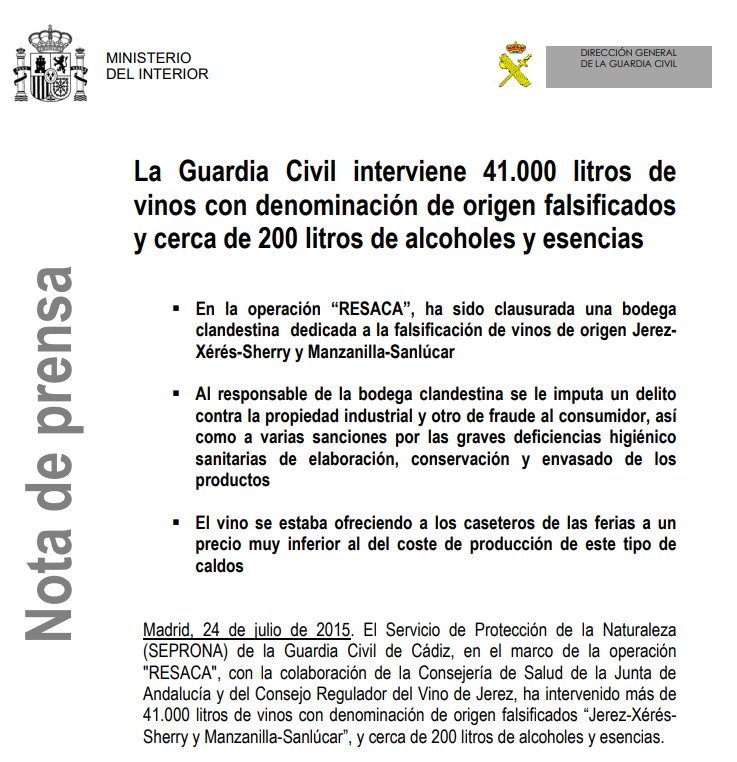 MINISTERIO
DEL INTERIOR
DIRECCIÓN GENERAL
DE LA GUARDIA CIVIL
Nota de prensa
La Guardia Civil interviene 41.000 litros de
vinos con denominación de origen falsificados
y cerca de 200 litros de alcoholes y esencias
▪ En la operación “RESACA”, ha sido clausurada una bodega
clandestina dedicada a la falsificación de vinos de origen Jerez-
Xérés-Sherry y Manzanilla-Sanlúcar
▪ Al responsable de la bodega clandestina se le imputa un delito
contra la propiedad industrial y otro de fraude al consumidor, así
como a varias sanciones por las graves deficiencias higiénico
sanitarias de elaboración, conservación y envasado de los
productos
▪ El vino se estaba ofreciendo a los caseteros de las ferias a un
precio muy inferior al del coste de producción de este tipo de
caldos
Madrid, 24 de julio de 2015. El Servicio de Protección de la Naturaleza
(SEPRONA) de la Guardia Civil de Cádiz, en el marco de la operación
"RESACA", con la colaboración de la Consejería de Salud de la Junta de
Andalucía y del Consejo Regulador del Vino de Jerez, ha intervenido más de
41.000 litros de vinos con denominación de origen falsificados “Jerez-Xérés-
Sherry y Manzanilla-Sanlúcar”, y cerca de 200 litros de alcoholes y esencias.